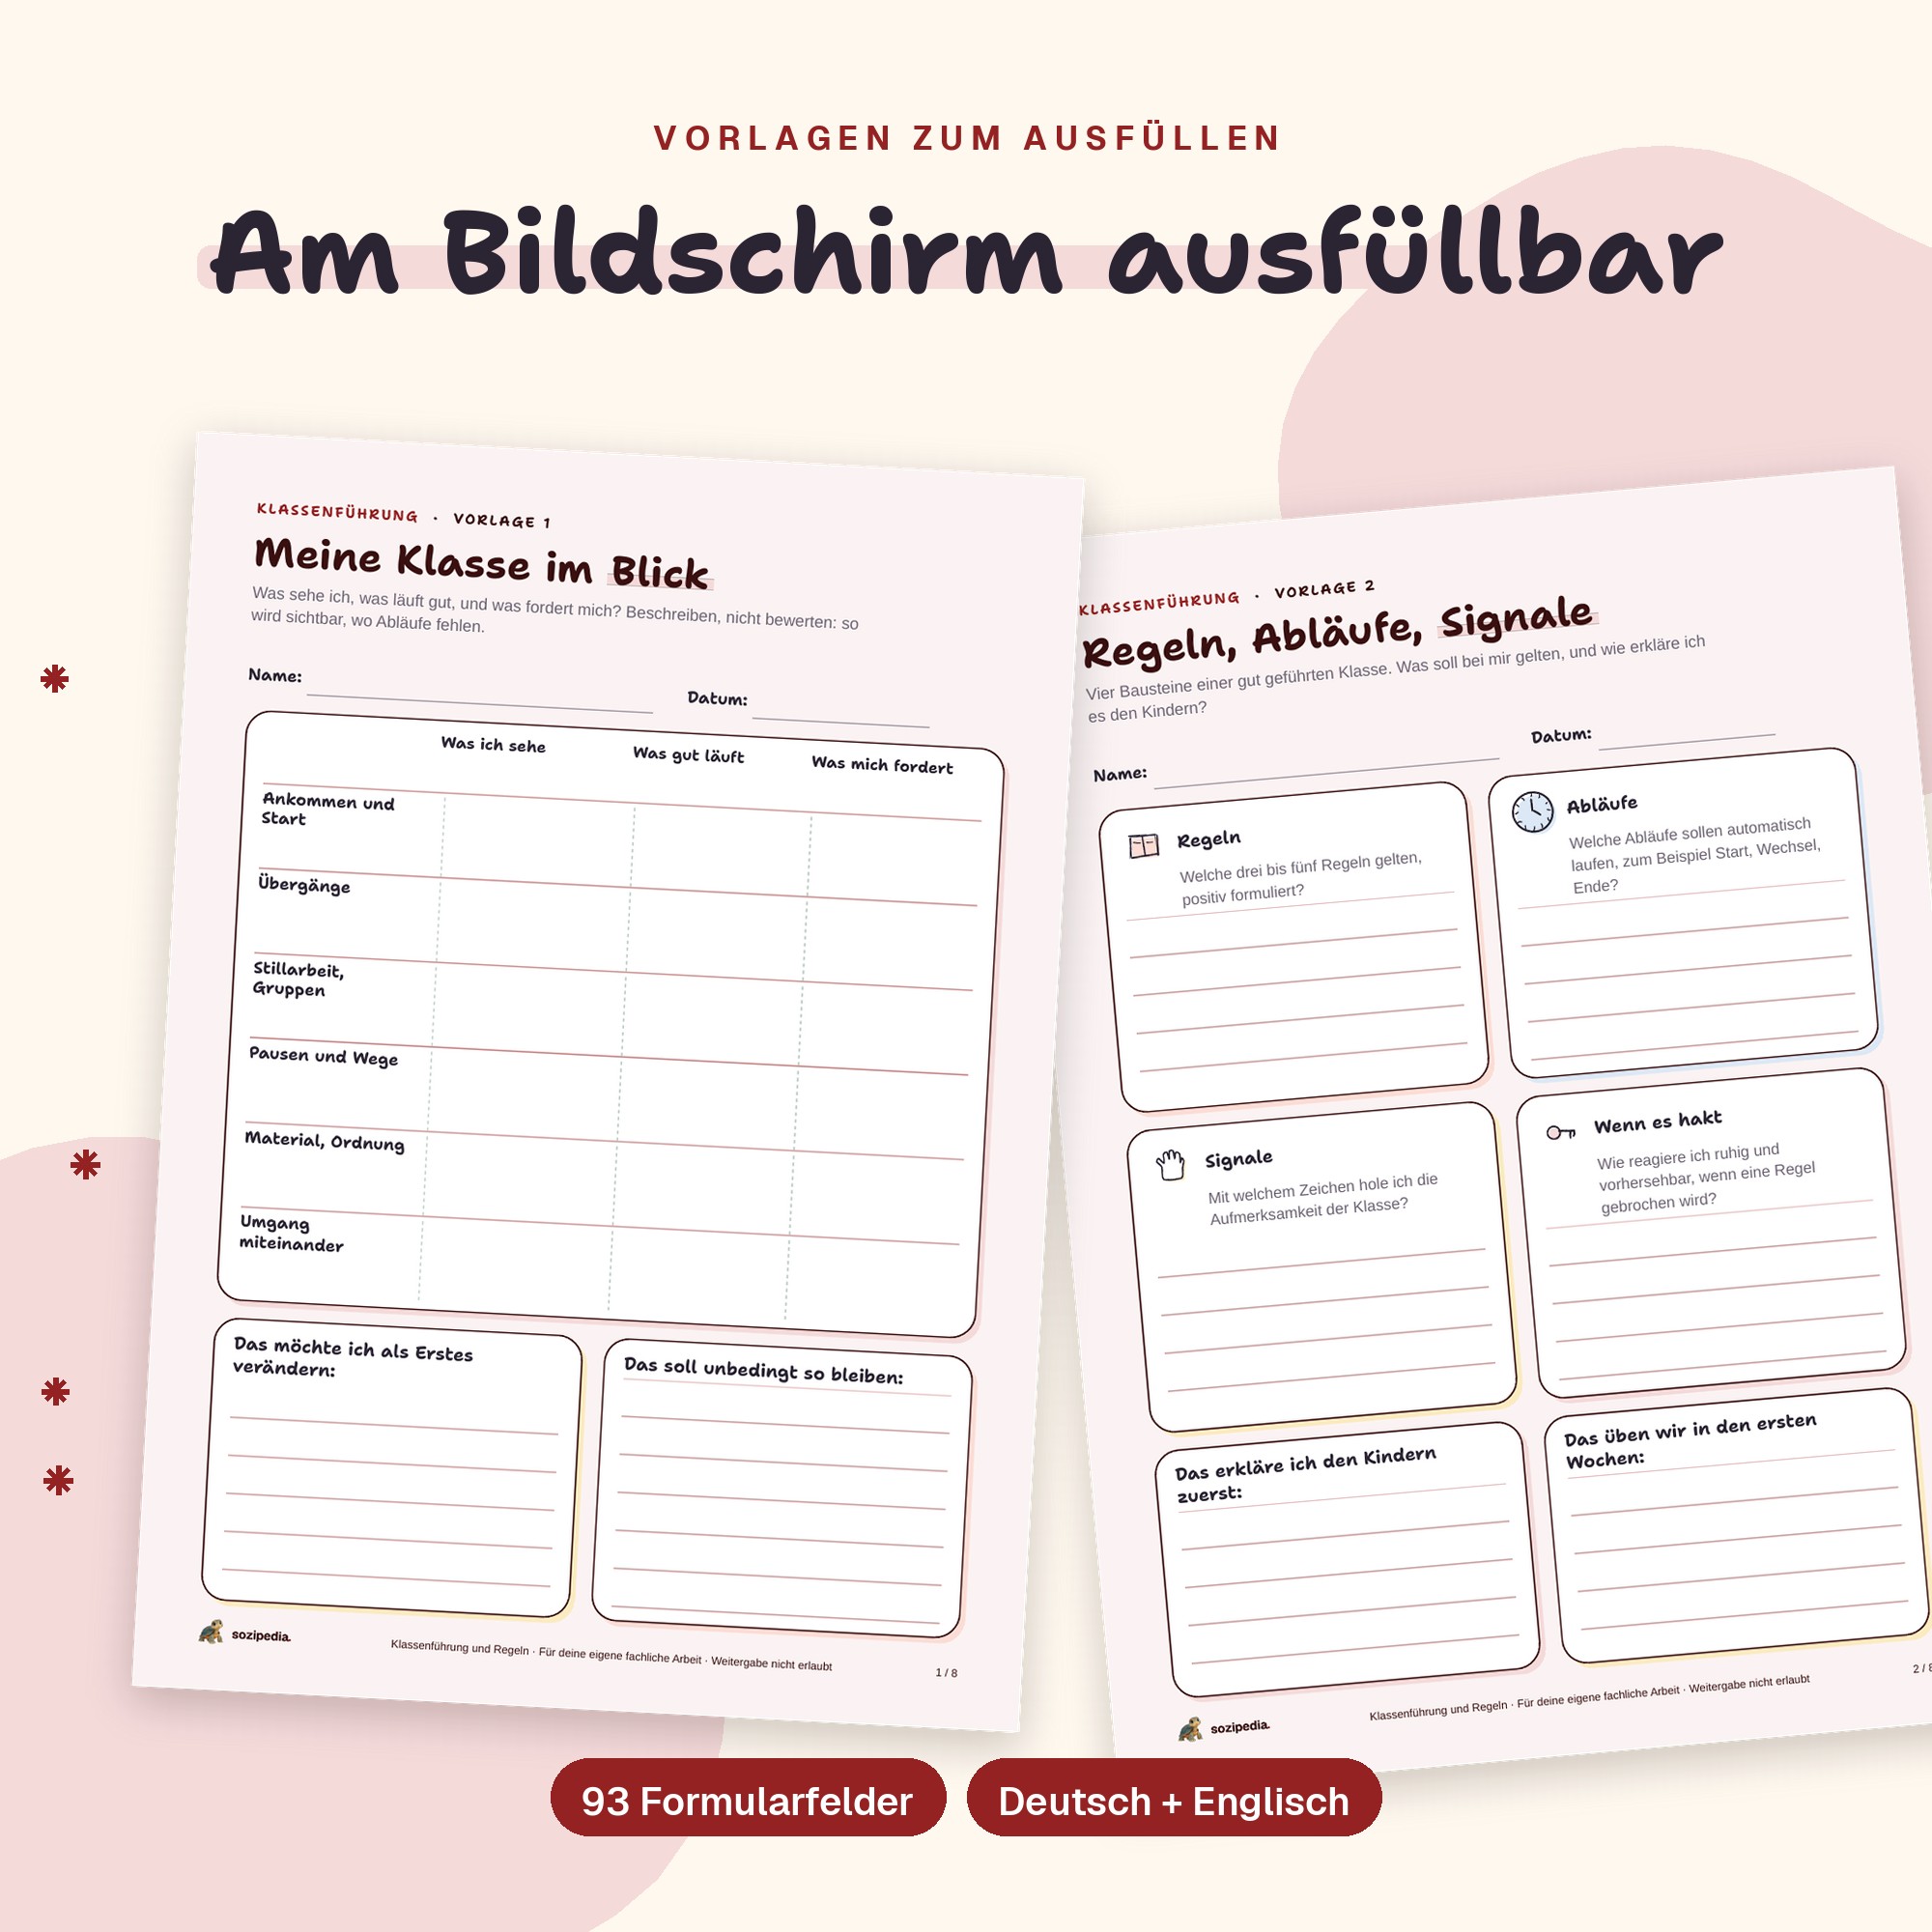 VORLAGEN ZUM AUSFÜLLEN
Am Bildschirm ausfüllbar
KLASSENFÜHRUNG · VORLAGE 1
Meine Klasse im Blick
Was sehe ich, was läuft gut, und was fordert mich? Beschreiben, nicht bewerten: so
wird sichtbar, wo Abläufe fehlen.
Name:
Datum:
Was ich sehe
Was gut läuft
Was mich fordert
Ankommen und
Start
Übergänge
Stillarbeit,
Gruppen
Pausen und Wege
Material, Ordnung
Umgang
miteinander
Das möchte ich als Erstes
verändern:
Das soll unbedingt so bleiben:
sozipedia.
Klassenführung und Regeln · Für deine eigene fachliche Arbeit · Weitergabe nicht erlaubt
1 / 8
KLASSENFÜHRUNG · VORLAGE 2
Regeln, Abläufe, Signale
Vier Bausteine einer gut geführten Klasse. Was soll bei mir gelten, und wie erkläre ich
es den Kindern?
Name:
Datum:
Regeln
Welche drei bis fünf Regeln gelten,
positiv formuliert?
Abläufe
Welche Abläufe sollen automatisch
laufen, zum Beispiel Start, Wechsel,
Ende?
Signale
Mit welchem Zeichen hole ich die
Aufmerksamkeit der Klasse?
Wenn es hakt
Wie reagiere ich ruhig und
vorhersehbar, wenn eine Regel
gebrochen wird?
Das erkläre ich den Kindern
zuerst:
Das üben wir in den ersten
Wochen:
sozipedia.
Klassenführung und Regeln · Für deine eigene fachliche Arbeit · Weitergabe nicht erlaubt
2 / 8
93 Formularfelder
Deutsch + Englisch